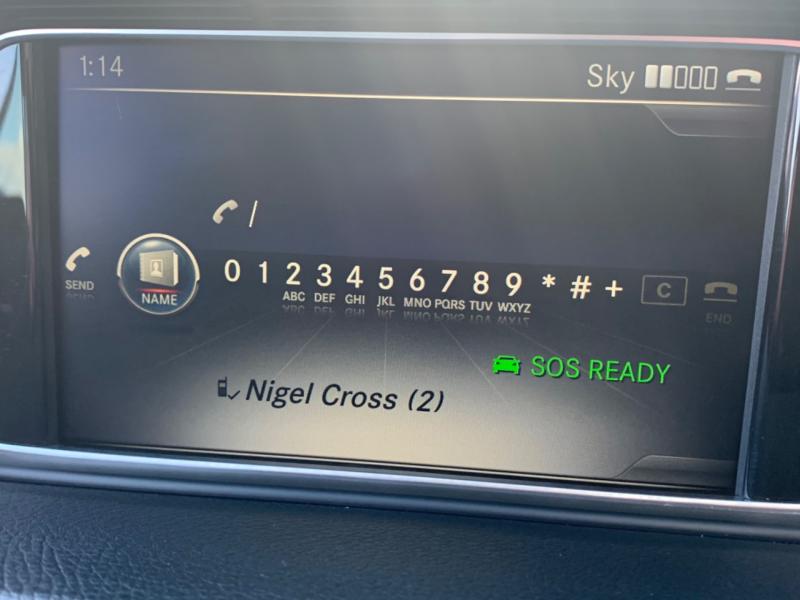 1:14
Sky
SEND
NAME
0 1 2 3 4 5 6 7 8 9 * # +
ABC DEF GHI JKL MNO PQRS TUV WXYZ
C
END
SOS READY
Nigel Cross (2)